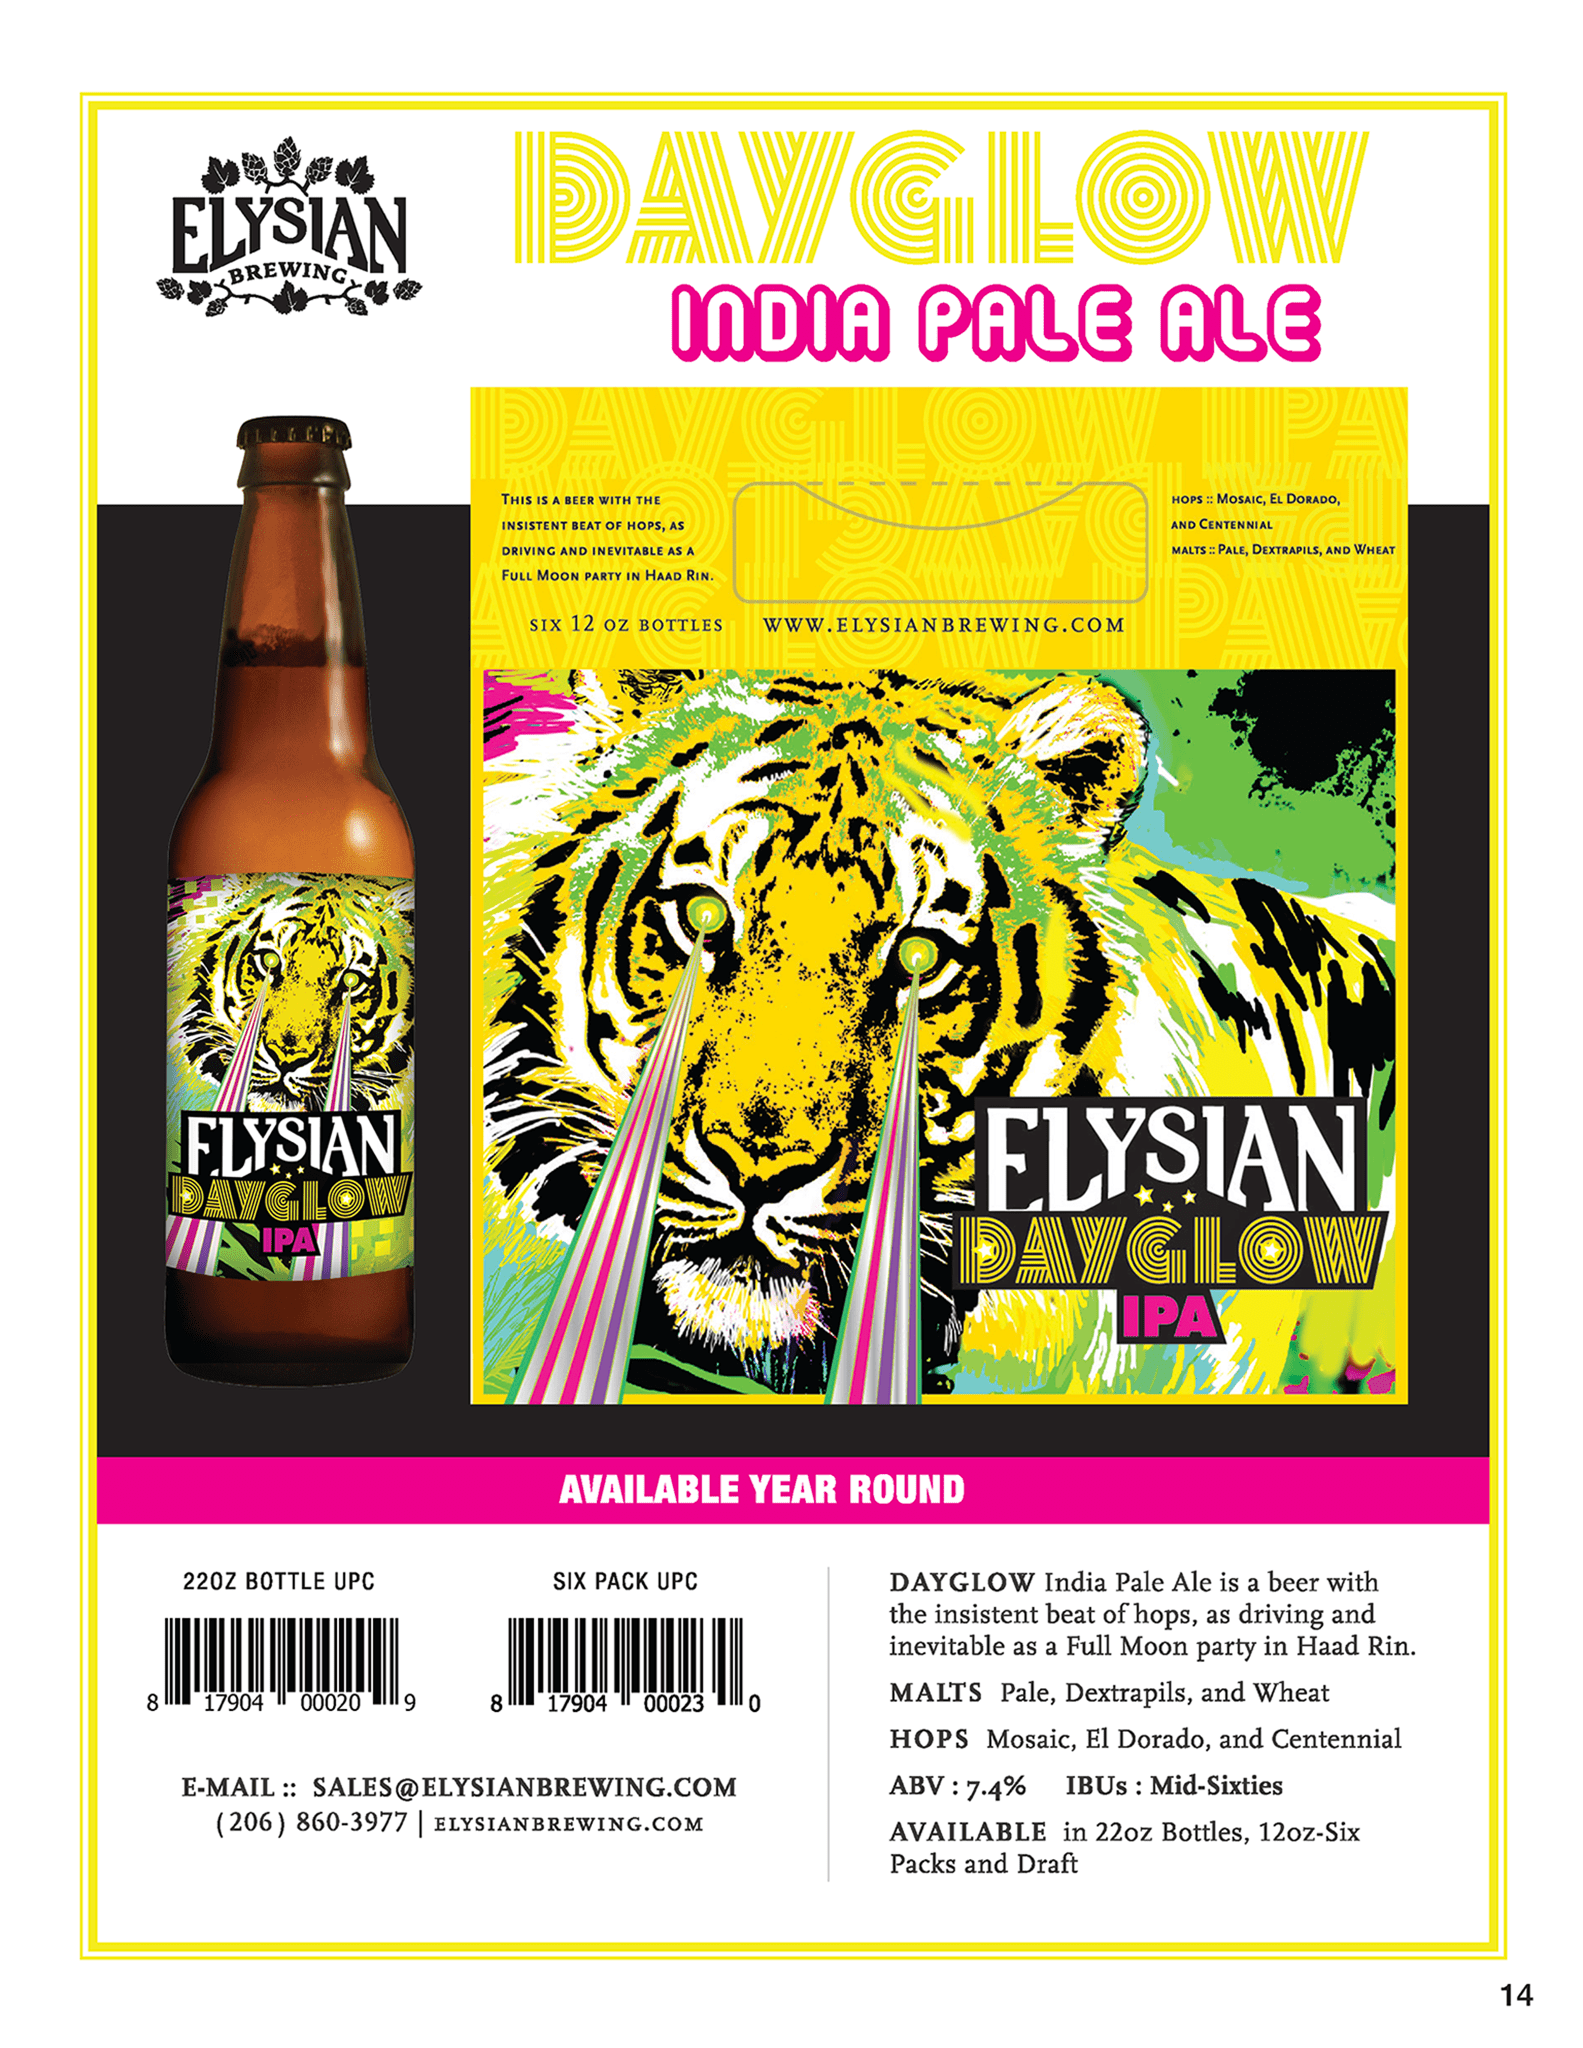 ELYSIAN
BREWING
DAYGLOW
INDIA PALE ALE
DAYGLOW IPA
THIS IS A BEER WITH THE
INSISTENT BEAT OF HOPS, AS
DRIVING AND INEVITABLE AS A
FULL MOON PARTY IN HAAD RIN.
HOPS :: MOSAIC, EL DORADO,
AND CENTENNIAL
MALTS :: PALE, DEXTRAPILS, AND WHEAT
SIX 12 OZ BOTTLES
WWW.ELYSIANBREWING.COM
ELYSIAN
DAYGLOW
IPA
ELYSIAN
DAYGLOW
IPA
AVAILABLE YEAR ROUND
22OZ BOTTLE UPC
8 17904 00020 9
SIX PACK UPC
8 17904 00023 0
E-MAIL :: SALES@ELYSIANBREWING.COM
(206) 860-3977 | ELYSIANBREWING.COM
DAYGLOW India Pale Ale is a beer with
the insistent beat of hops, as driving and
inevitable as a Full Moon party in Haad Rin.
MALTS Pale, Dextrapils, and Wheat
HOPS Mosaic, El Dorado, and Centennial
ABV : 7.4% IBUs : Mid-Sixties
AVAILABLE in 22oz Bottles, 12oz-Six
Packs and Draft
14